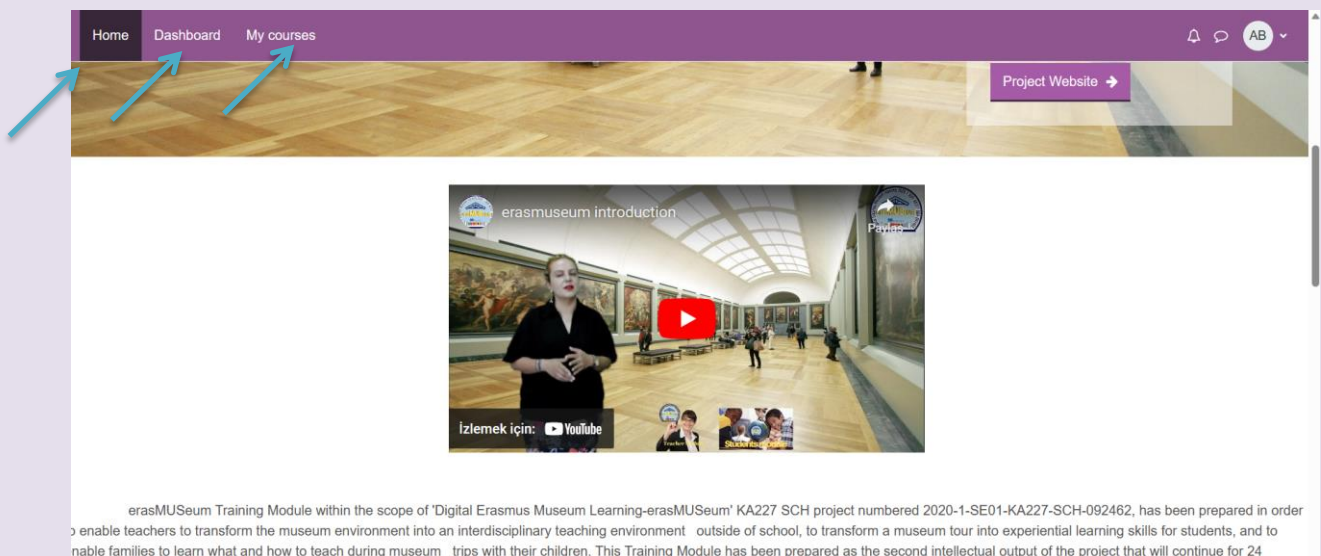 Home Dashboard My courses AB
Project Website
erasmuseum introduction
Paylaş
İzlemek için: YouTube
erasMUSeum Training Module within the scope of 'Digital Erasmus Museum Learning-erasMUSeum' KA227 SCH project numbered 2020-1-SE01-KA227-SCH-092462, has been prepared in order
enable teachers to transform the museum environment into an interdisciplinary teaching environment outside of school, to transform a museum tour into experiential learning skills for students, and to
families to learn what and how to teach during museum trips with their children. This Training Module has been prepared as the second intellectual output of the project that will continue for 24